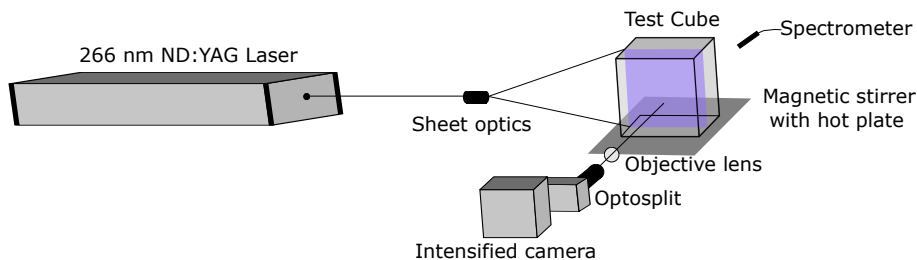 Test Cube
Spectrometer
266 nm ND:YAG Laser
Magnetic stirrer
with hot plate
Sheet optics
Objective lens
Optosplit
Intensified camera